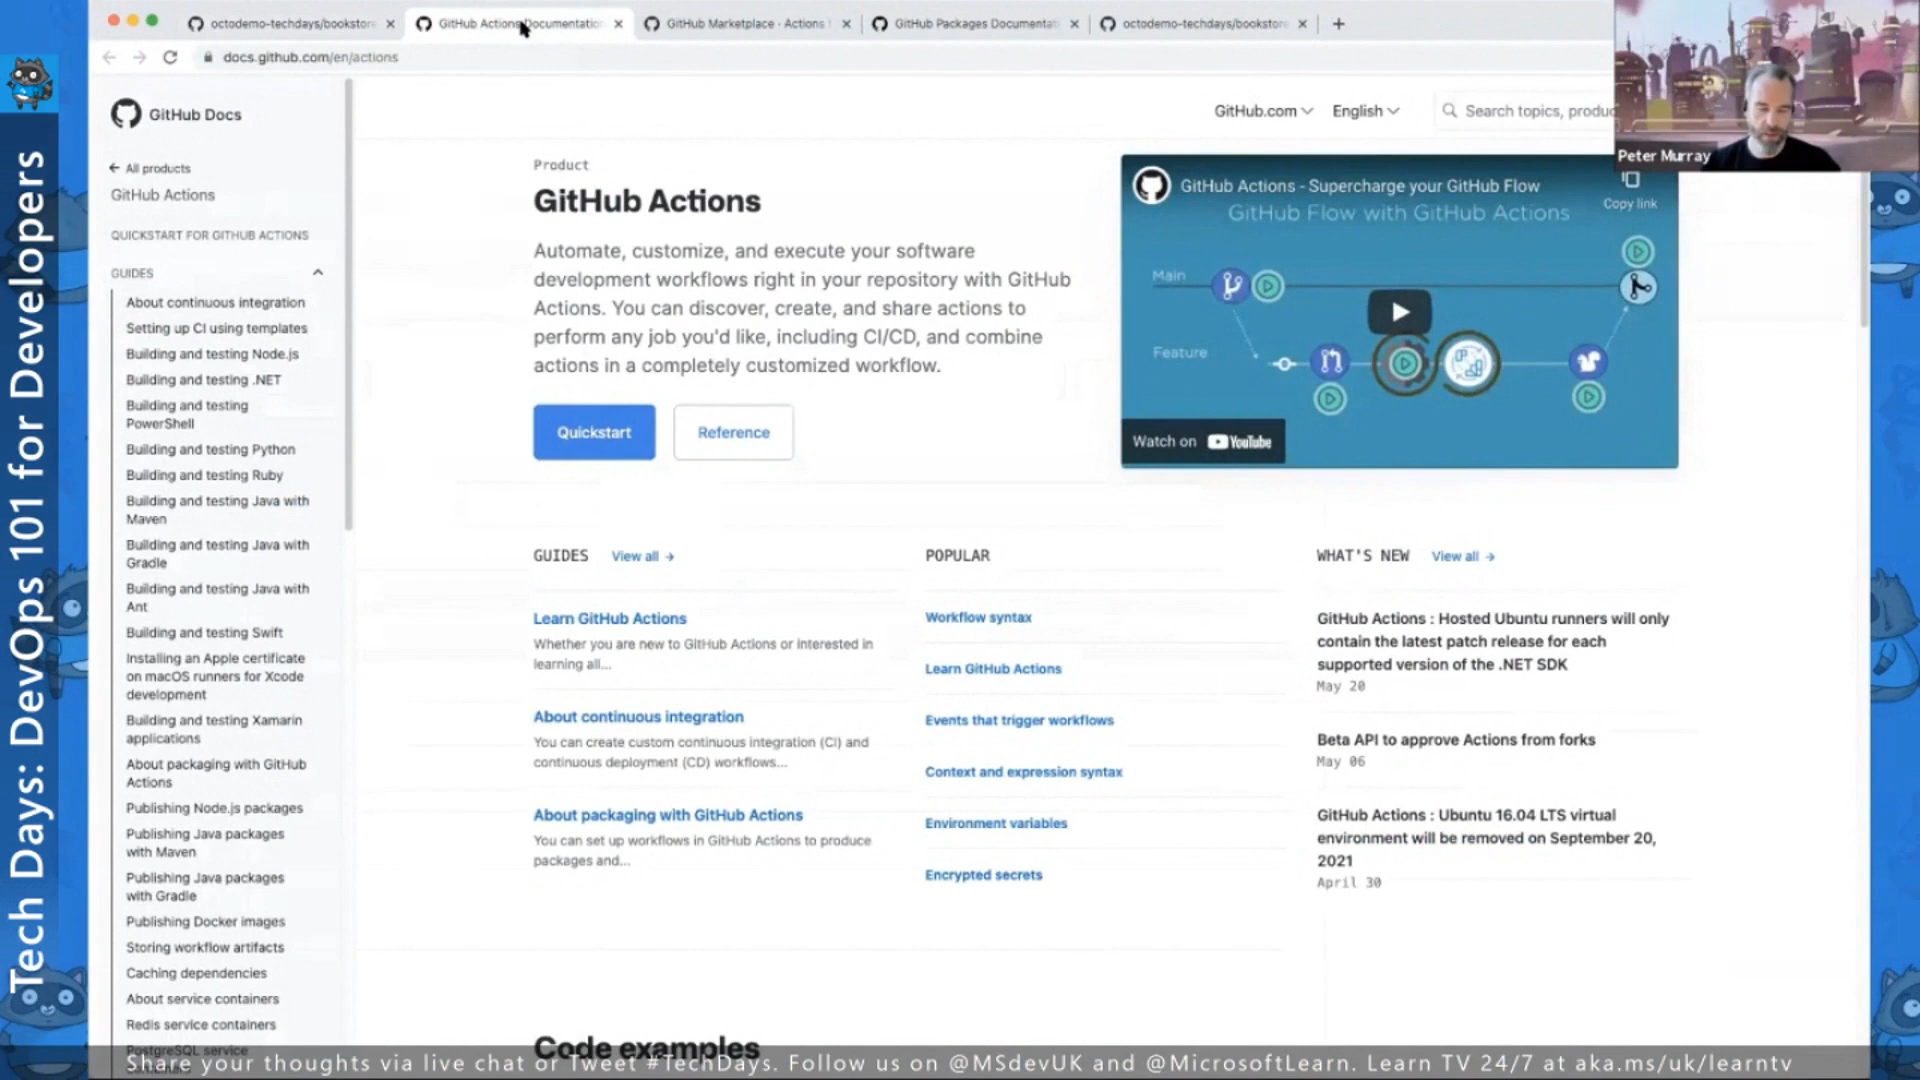 Tech Days: DevOps 101 for Developers
octodemo-techdays/bookstore
GitHub Actions Documentation
GitHub Marketplace · Actions
GitHub Packages Documentat
octodemo-techdays/bookstore
docs.github.com/en/actions
Peter Murray
GitHub Docs
GitHub.com
English
Search topics, produc
All products
GitHub Actions
QUICKSTART FOR GITHUB ACTIONS
GUIDES
About continuous integration
Setting up CI using templates
Building and testing Node.js
Building and testing .NET
Building and testing
PowerShell
Building and testing Python
Building and testing Ruby
Building and testing Java with
Maven
Building and testing Java with
Gradle
Building and testing Java with
Ant
Building and testing Swift
Installing an Apple certificate
on macOS runners for Xcode
development
Building and testing Xamarin
applications
About packaging with GitHub
Actions
Publishing Node.js packages
Publishing Java packages
with Maven
Publishing Java packages
with Gradle
Publishing Docker images
Storing workflow artifacts
Caching dependencies
About service containers
Redis service containers
PostgreSQL service
Product
GitHub Actions
Automate, customize, and execute your software
development workflows right in your repository with GitHub
Actions. You can discover, create, and share actions to
perform any job you'd like, including CI/CD, and combine
actions in a completely customized workflow.
Quickstart
Reference
GitHub Actions - Supercharge your GitHub Flow
Copy link
GitHub Flow with GitHub Actions
Main
Feature
Watch on YouTube
GUIDES
View all
Learn GitHub Actions
Whether you are new to GitHub Actions or interested in
learning all...
About continuous integration
You can create custom continuous integration (CI) and
continuous deployment (CD) workflows...
About packaging with GitHub Actions
You can set up workflows in GitHub Actions to produce
packages and...
POPULAR
Workflow syntax
Learn GitHub Actions
Events that trigger workflows
Context and expression syntax
Environment variables
Encrypted secrets
WHAT'S NEW
View all
GitHub Actions : Hosted Ubuntu runners will only
contain the latest patch release for each
supported version of the .NET SDK
May 20
Beta API to approve Actions from forks
May 06
GitHub Actions : Ubuntu 16.04 LTS virtual
environment will be removed on September 20,
2021
April 30
Code examples
Share your thoughts via live chat or Tweet #TechDays. Follow us on @MSdevUK and @MicrosoftLearn. Learn TV 24/7 at aka.ms/uk/learntv